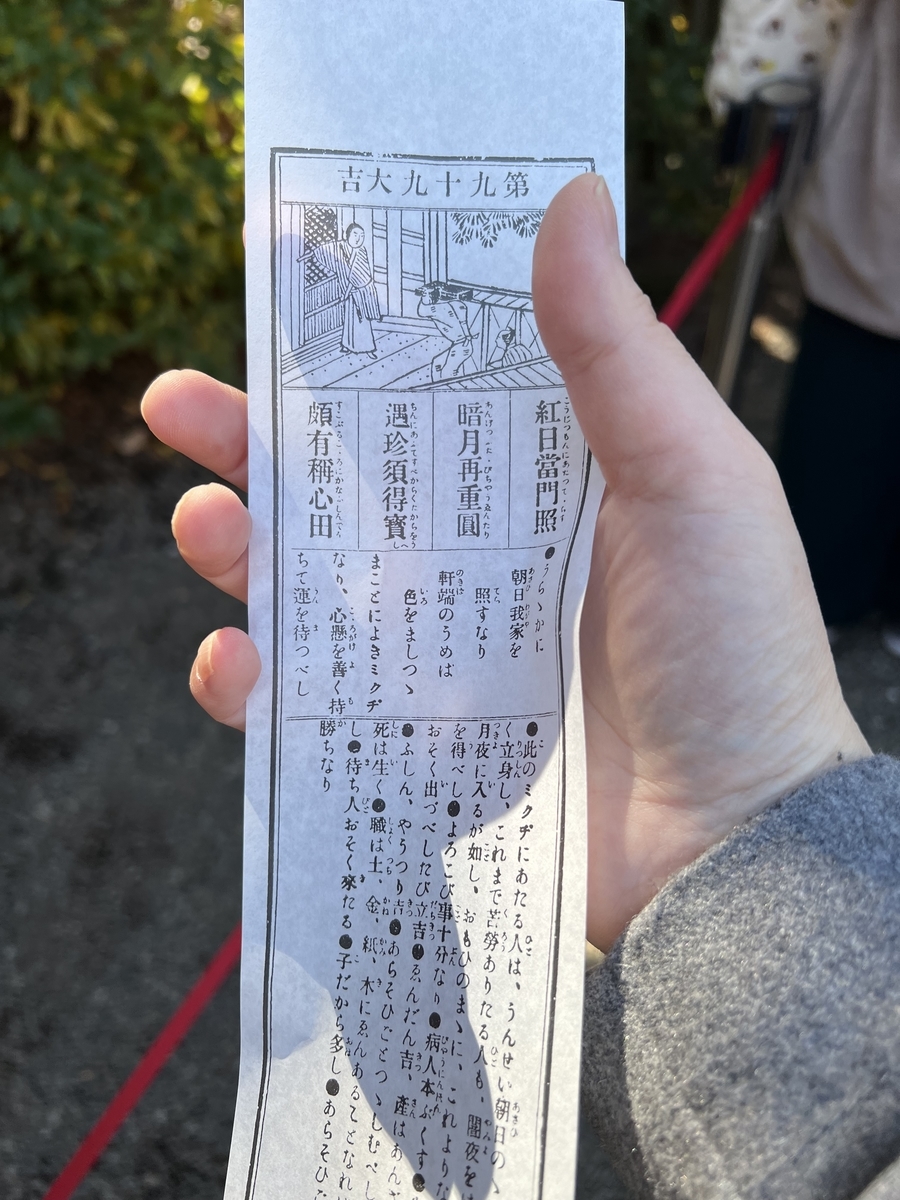 第九十九大吉
紅日當門照
暗月再重圓
遇珍須得寳
頗有稱心田
●うらゝかに
朝日我家を
照すなり
軒端のうめば
色をましつゝ
まことによきミクヂ
なり、心懸を善く持
ちて運を待つべし
●此のミクヂにあたる人は、うんせい朝日の
く立身し、これまで苦勞ありたる人も、闇夜を
月夜に入るが如し、おもひのまゝに、これよりな
を得べし●よろこび事十分なり●病人本ぶくす●
おそく出づべしたび立吉●ゑんだん吉、産はあん
●ふしん、やうつり吉●あらそひごとつゝしむべし
死は生く●職は土、金、紙、木にゑんあることなれ
し●待ち人おそく來たる●子だから多し●あらそひ
勝ちなり